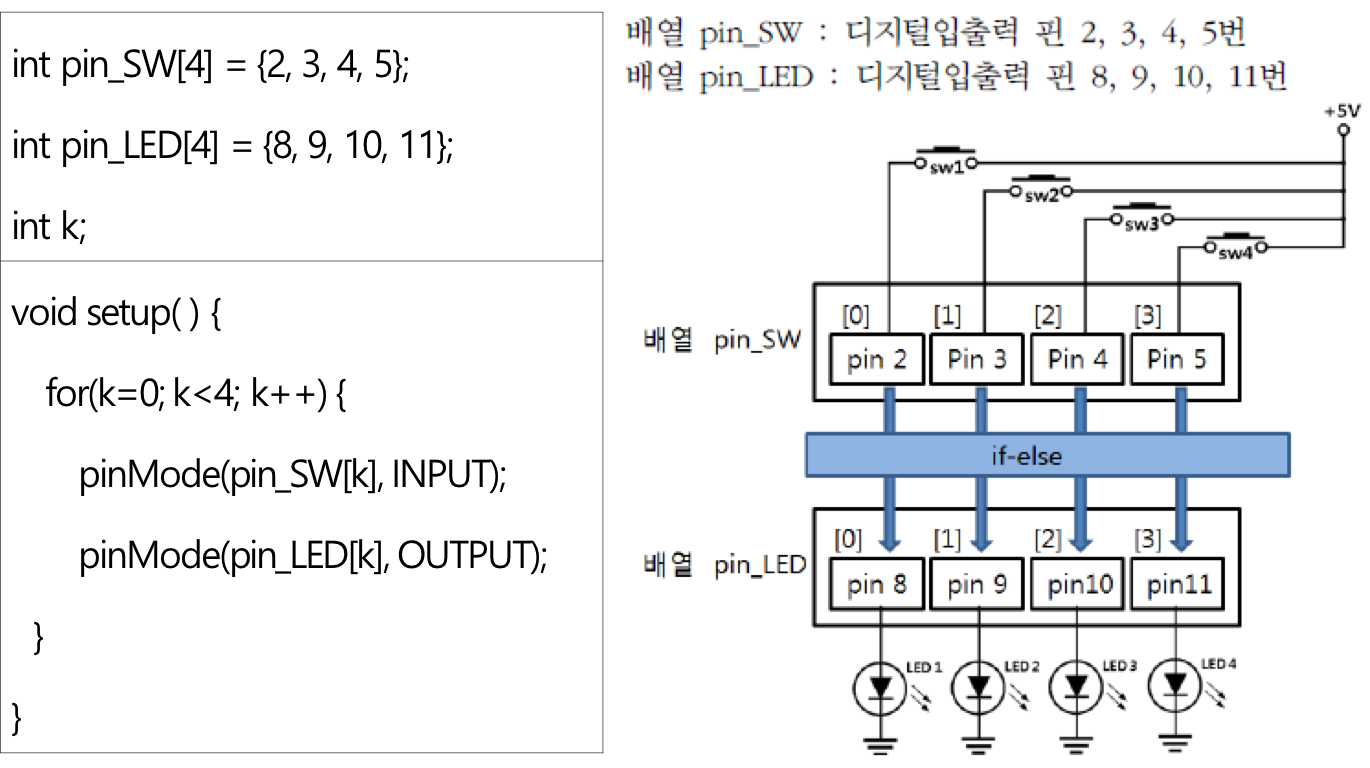 int pin_SW[4] = {2, 3, 4, 5};
int pin_LED[4] = {8, 9, 10, 11};
int k;
void setup( ) {
for(k=0; k<4; k++) {
pinMode(pin_SW[k], INPUT);
pinMode(pin_LED[k], OUTPUT);
}
}
배열 pin_SW : 디지털입출력 핀 2, 3, 4, 5번
배열 pin_LED : 디지털입출력 핀 8, 9, 10, 11번
+5V
sw1
sw2
sw3
sw4
[0] [1] [2] [3]
배열 pin_SW pin 2 Pin 3 Pin 4 Pin 5
if-else
[0] [1] [2] [3]
배열 pin_LED pin 8 pin 9 pin10 pin11
LED 1 LED 2 LED 3 LED 4